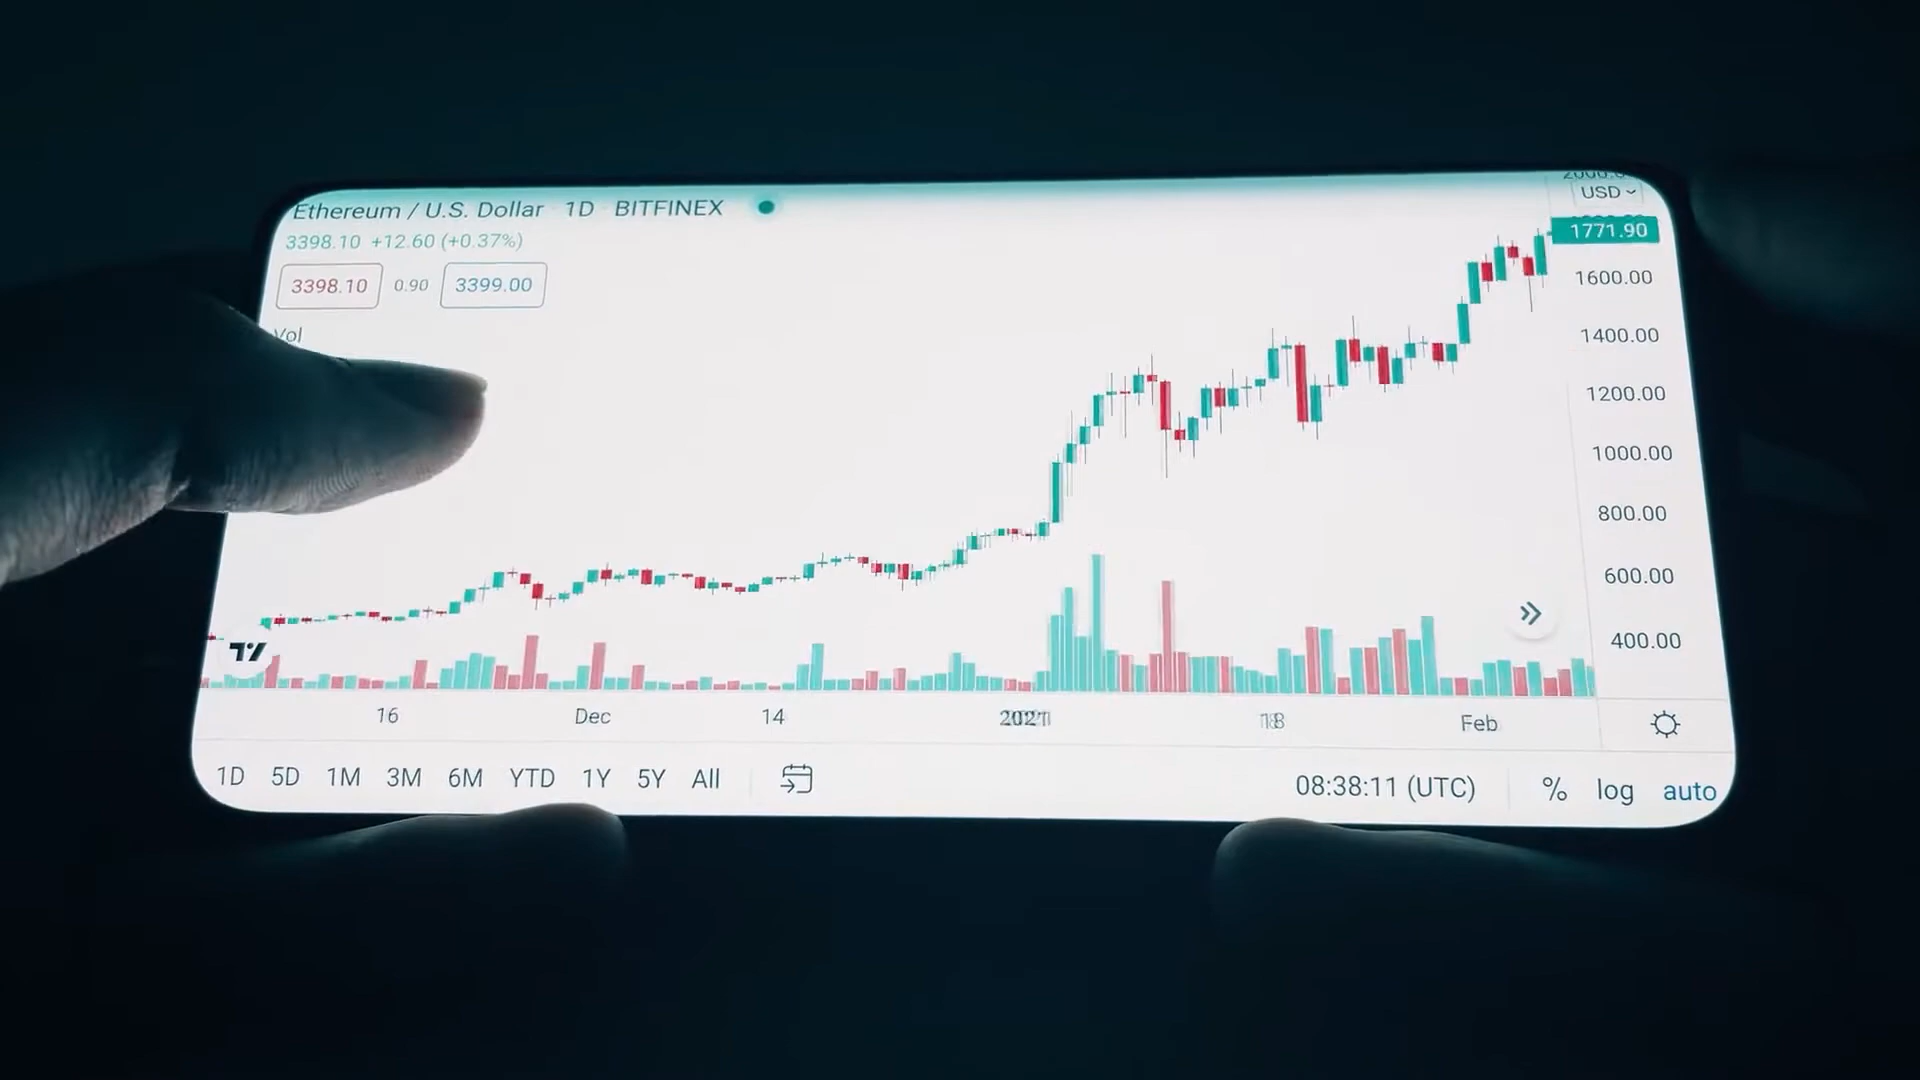 Ethereum / U.S. Dollar · 1D · BITFINEX
USD
3398.10 +12.60 (+0.37%)
1771.90
3398.10 0.90 3399.00
1600.00
Vol
1400.00
1200.00
1000.00
800.00
600.00
400.00
16 Dec 14 2021 18 Feb
1D 5D 1M 3M 6M YTD 1Y 5Y All
08:38:11 (UTC) % log auto